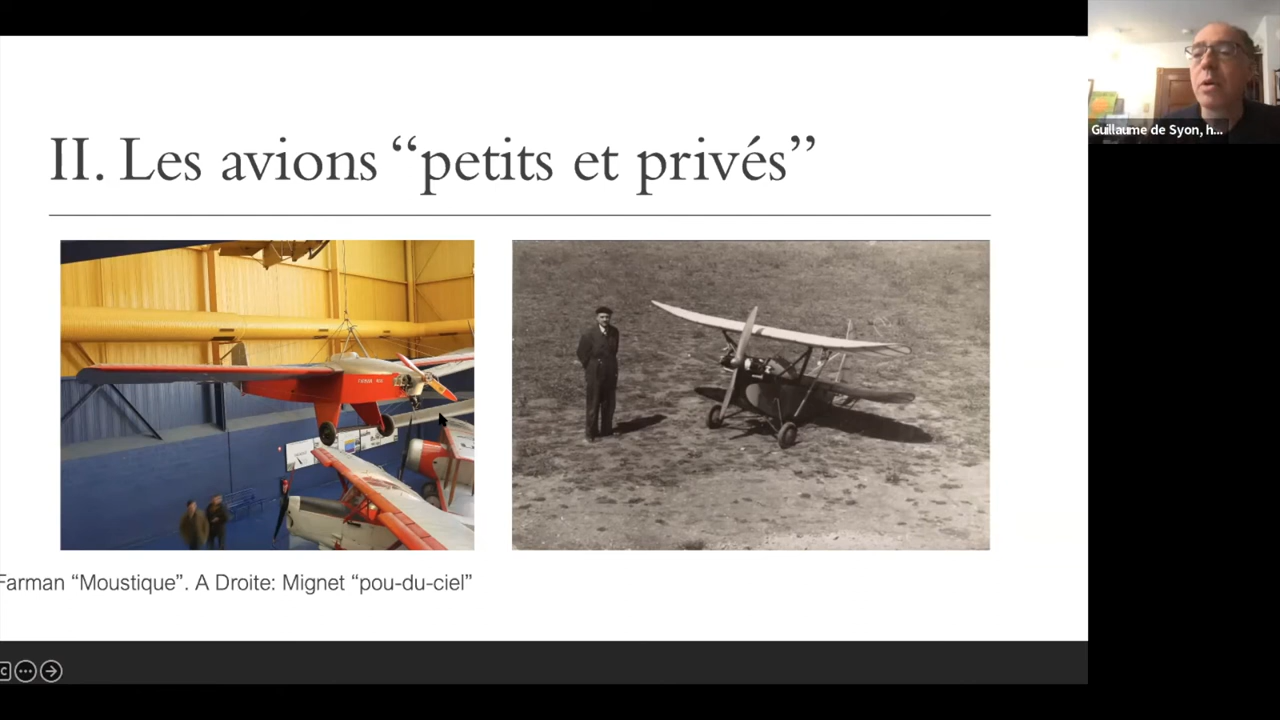 II. Les avions “petits et privés”
Guillaume de Syon, h...
Farman “Moustique”. A Droite: Mignet “pou-du-ciel”